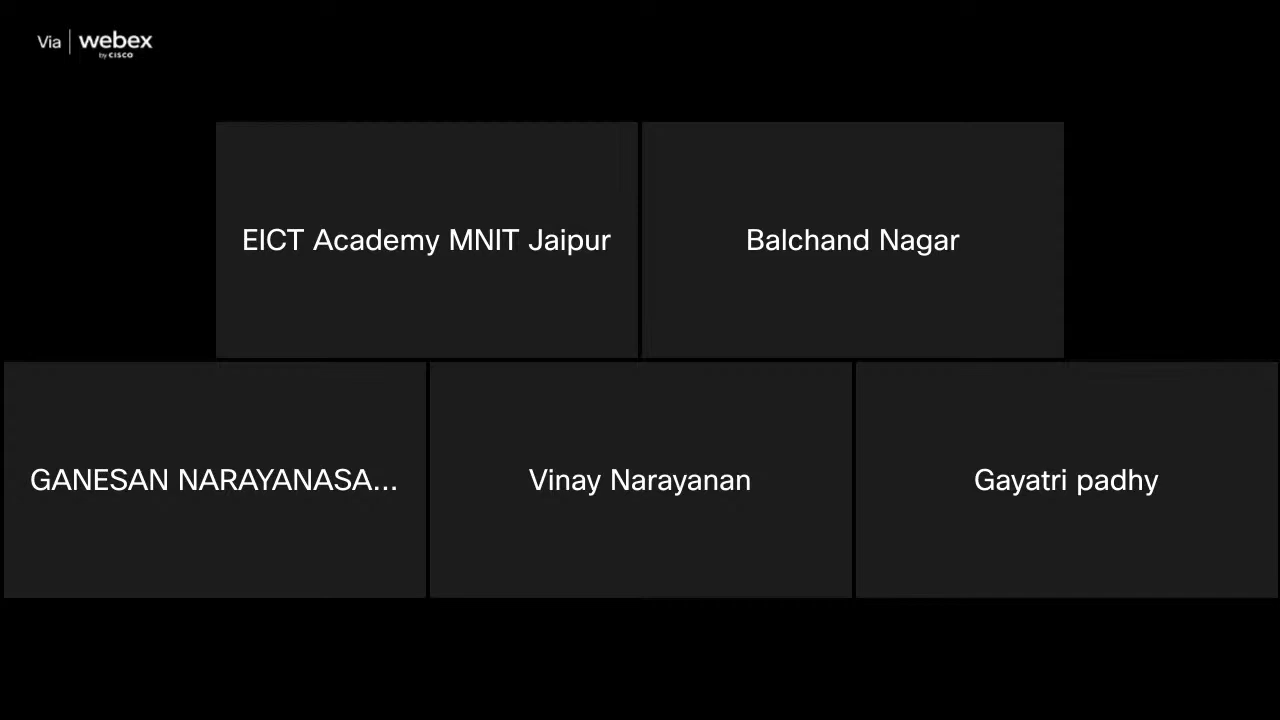 Via | webex
by CISCO
EICT Academy MNIT Jaipur
Balchand Nagar
GANESAN NARAYANASA...
Vinay Narayanan
Gayatri padhy